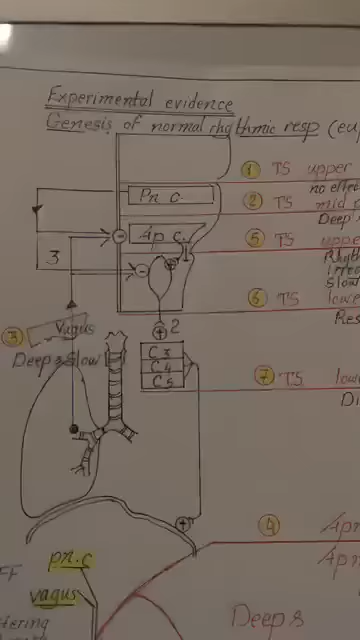 Experimental evidence
Genesis of normal rhythmic resp (eu
① TS upper
Pn c.
no effec
② TS mid
Deep
Ap c.
⑤ TS uppe
Rhyth
irreg
3
slow
⑥ TS lowe
Res
⊕ 2
③ Vagus
Deep & slow
C3
C4
C5
⑦ TS low
Di
④ Apn
Apn
pn.c
vagus
tering
Deep &